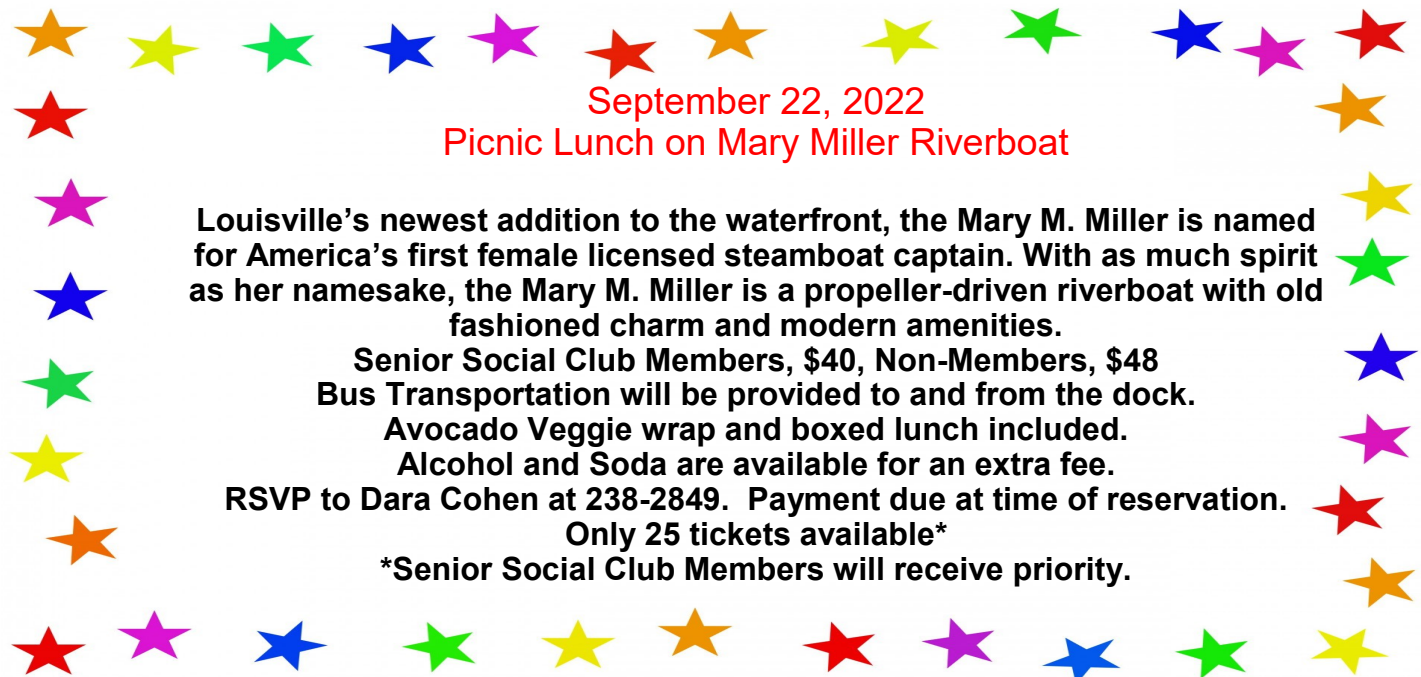 September 22, 2022
Picnic Lunch on Mary Miller Riverboat
Louisville’s newest addition to the waterfront, the Mary M. Miller is named
for America’s first female licensed steamboat captain. With as much spirit
as her namesake, the Mary M. Miller is a propeller-driven riverboat with old
fashioned charm and modern amenities.
Senior Social Club Members, $40, Non-Members, $48
Bus Transportation will be provided to and from the dock.
Avocado Veggie wrap and boxed lunch included.
Alcohol and Soda are available for an extra fee.
RSVP to Dara Cohen at 238-2849.  Payment due at time of reservation.
Only 25 tickets available*
*Senior Social Club Members will receive priority.